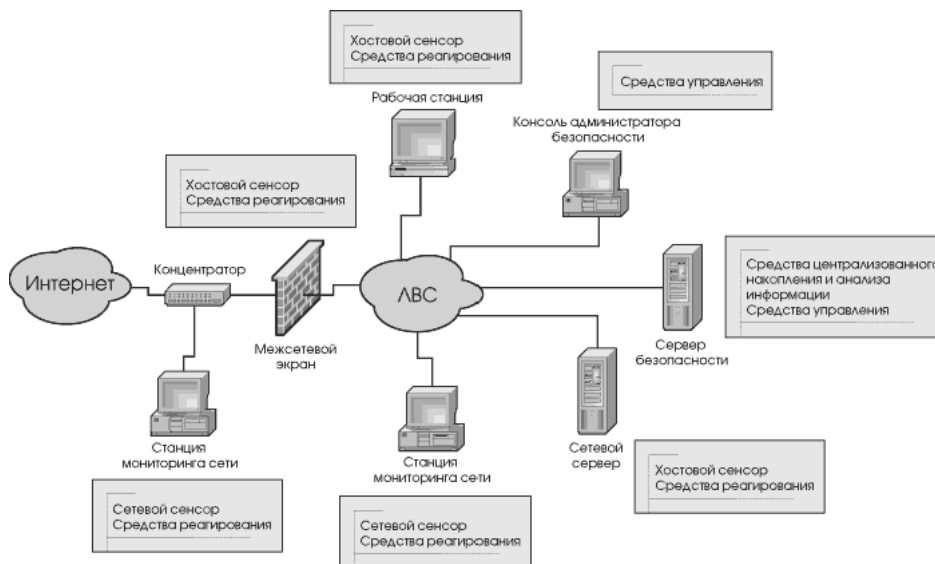 Хостовой сенсор
Средства реагирования
Рабочая станция
Средства управления
Консоль администратора
безопасности
Хостовой сенсор
Средства реагирования
Интернет
Концентратор
Межсетевой
экран
ЛВС
Средства централизованного
накопления и анализа
информации
Средства управления
Сервер
безопасности
Станция
мониторинга сети
Станция
мониторинга сети
Сетевой
сервер
Сетевой сенсор
Средства реагирования
Сетевой сенсор
Средства реагирования
Хостовой сенсор
Средства реагирования